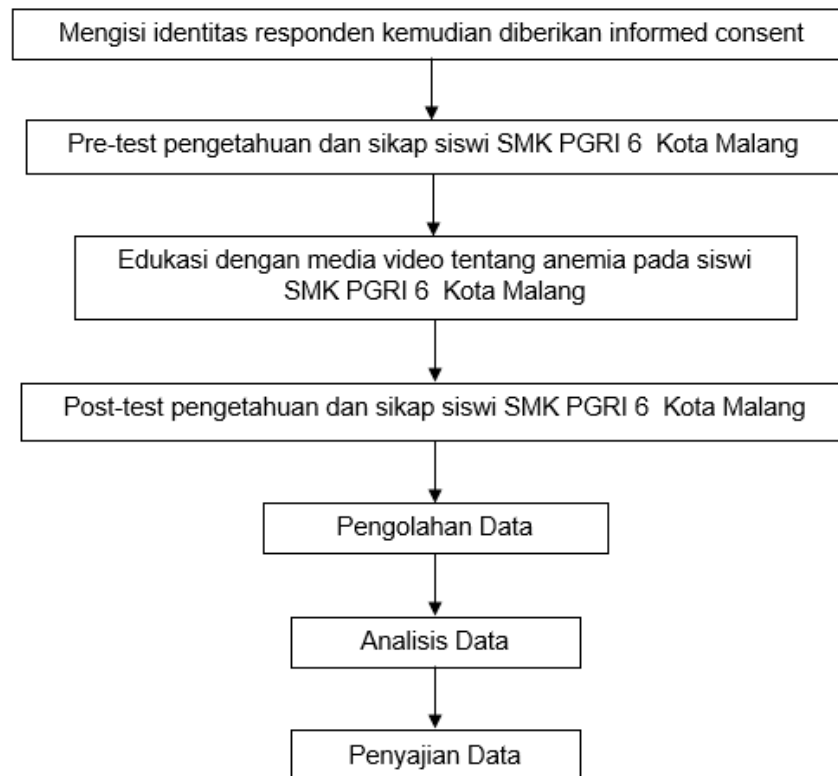 Mengisi identitas responden kemudian diberikan informed consent
Pre-test pengetahuan dan sikap siswi SMK PGRI 6 Kota Malang
Edukasi dengan media video tentang anemia pada siswi
SMK PGRI 6 Kota Malang
Post-test pengetahuan dan sikap siswi SMK PGRI 6 Kota Malang
Pengolahan Data
Analisis Data
Penyajian Data